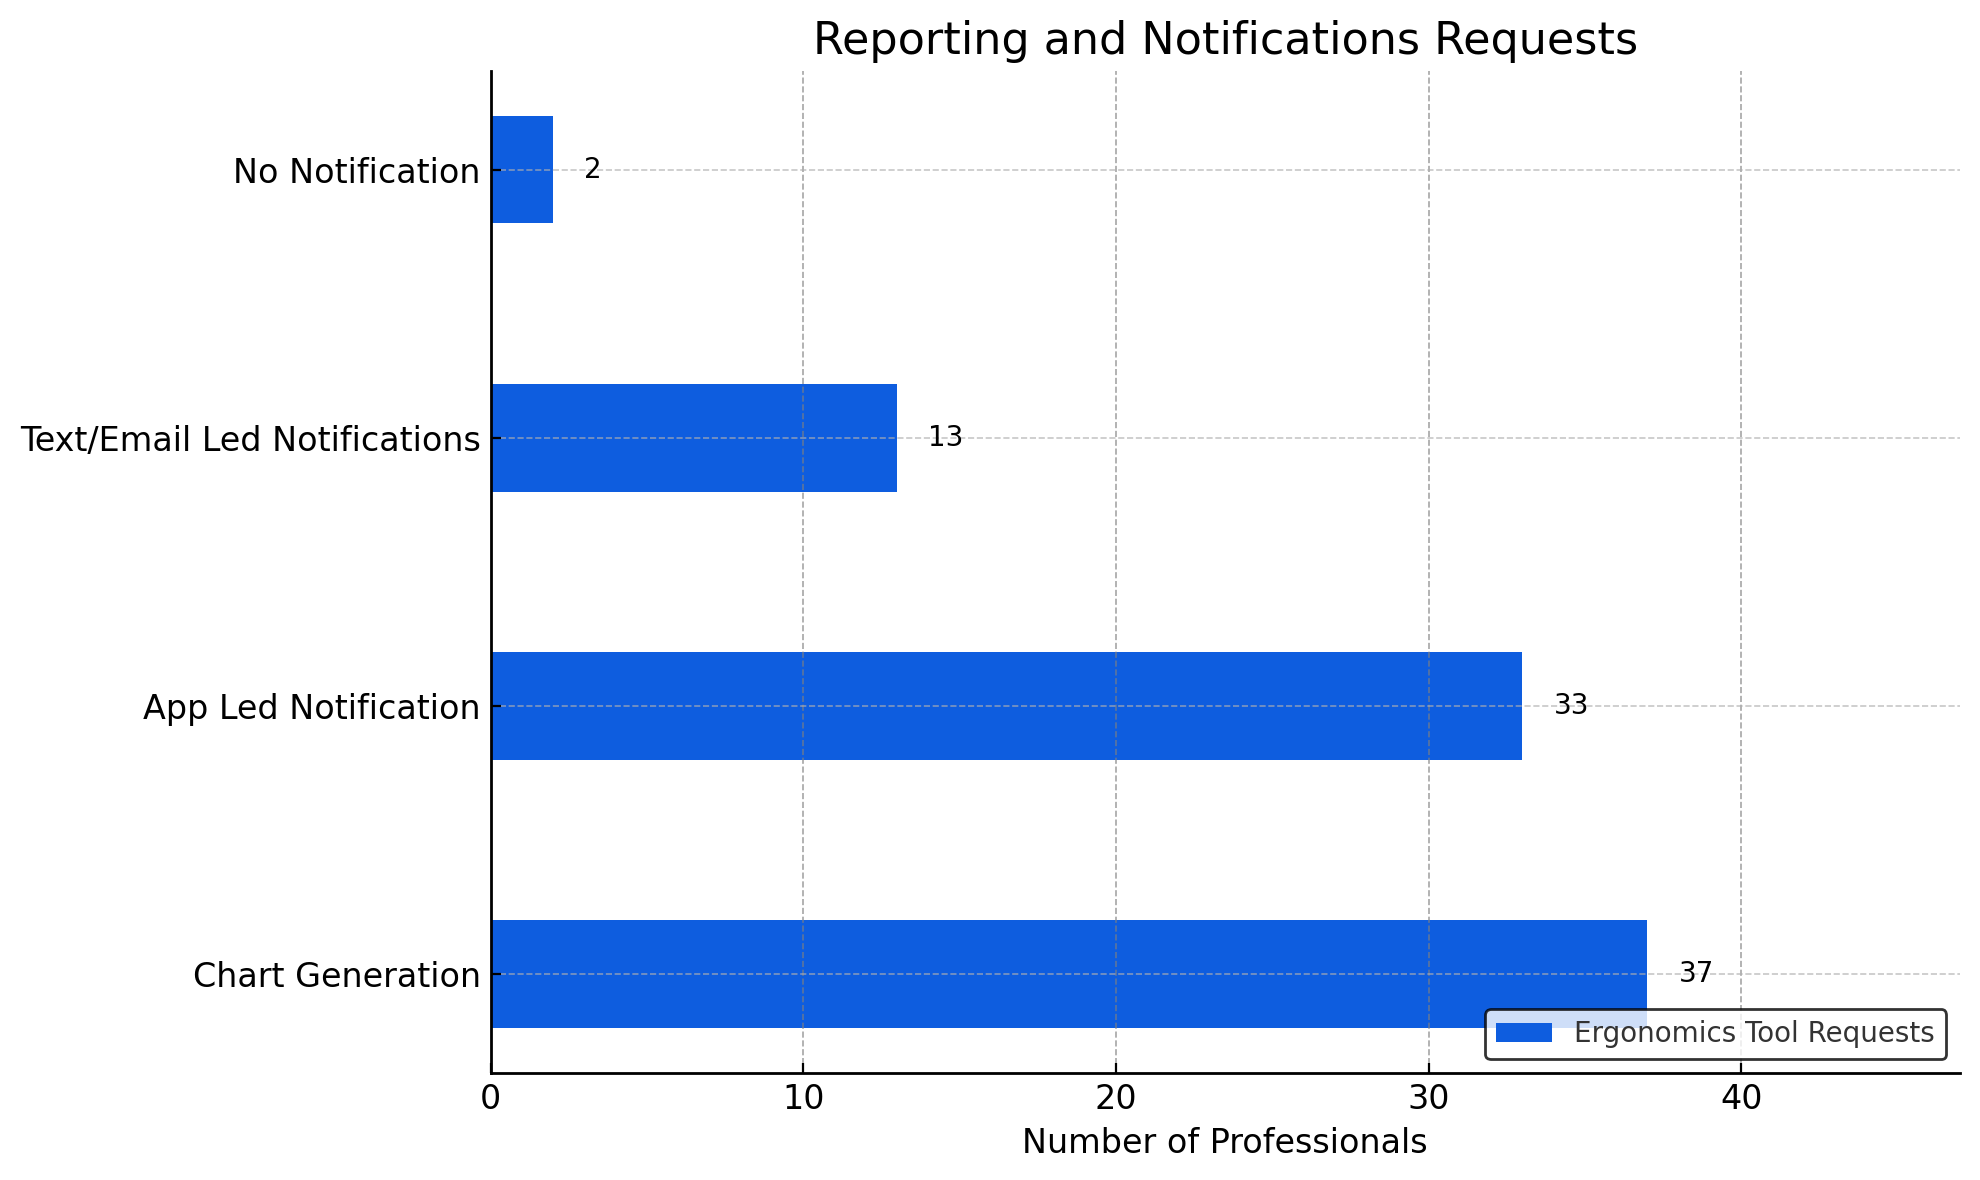 Reporting and Notifications Requests
No Notification
2
Text/Email Led Notifications
13
App Led Notification
33
Chart Generation
37
Ergonomics Tool Requests
0 10 20 30 40
Number of Professionals